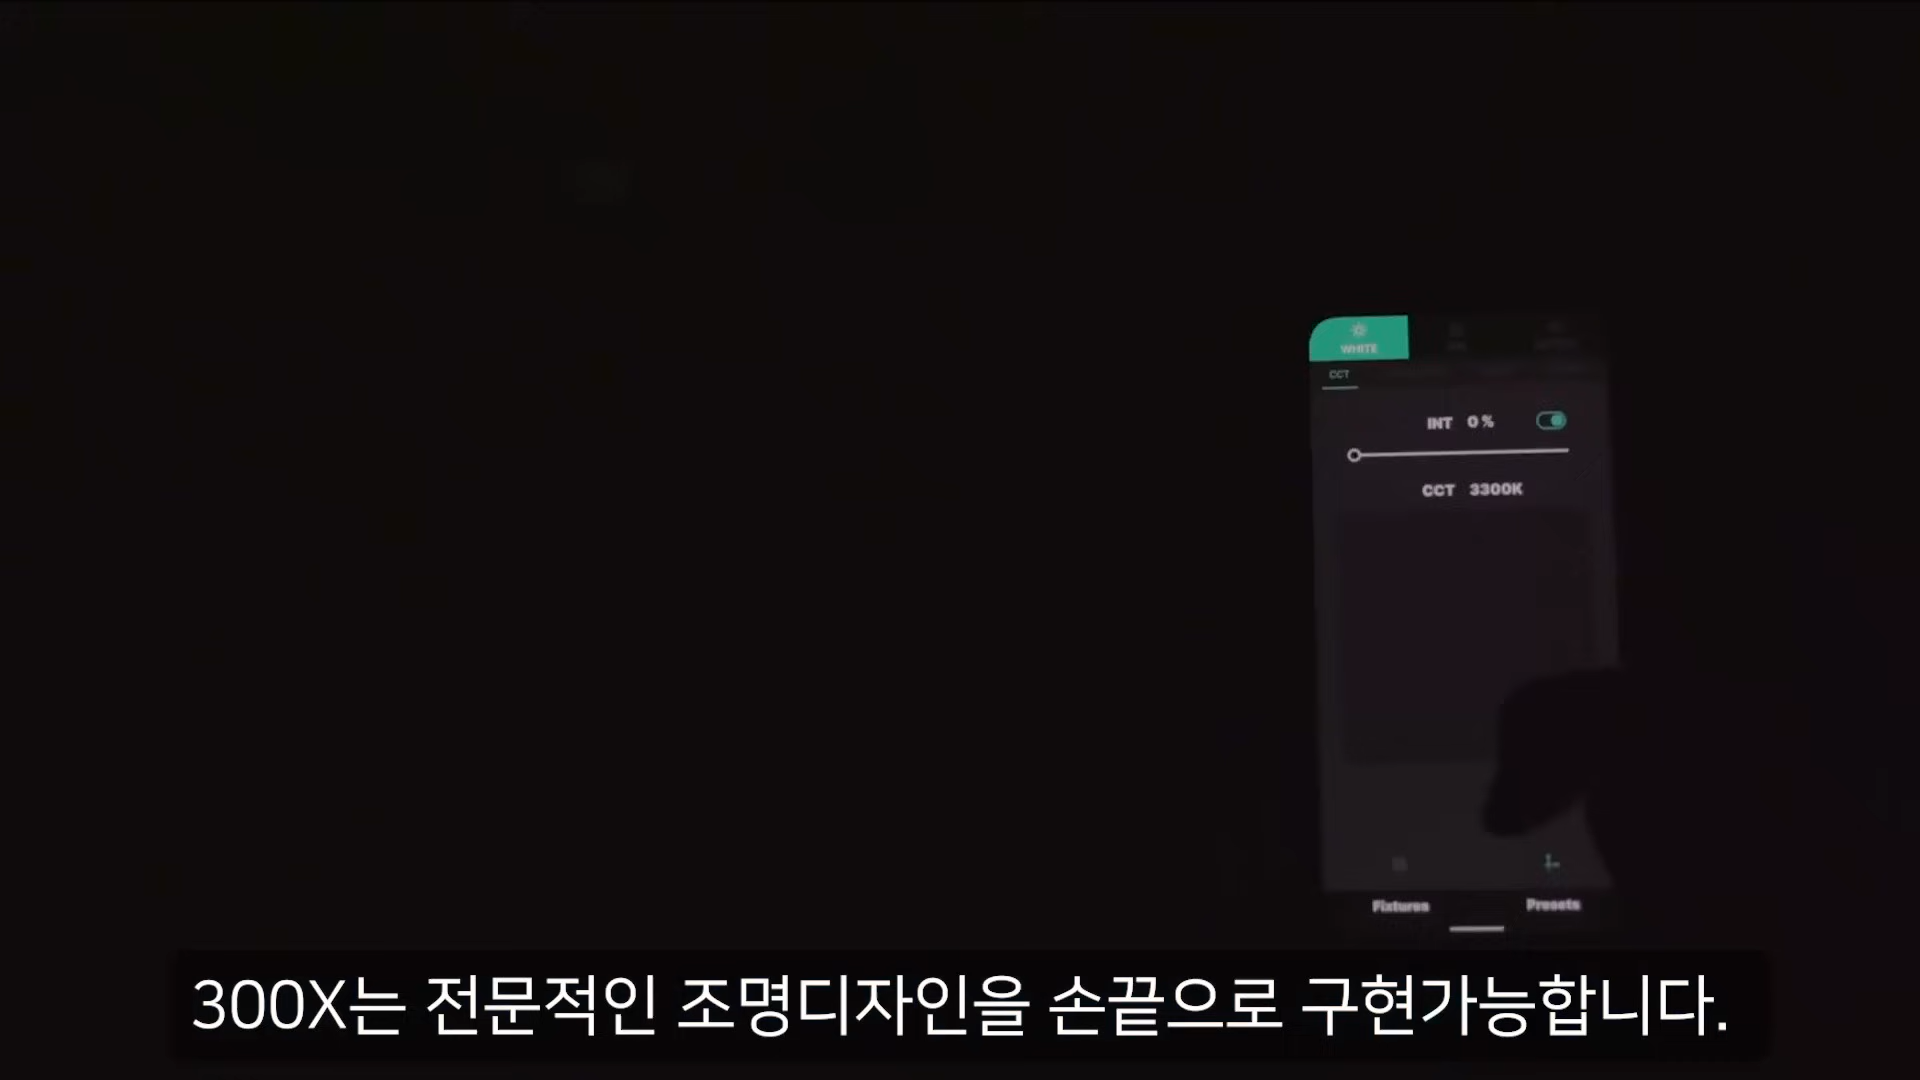 WHITE
CCT
INT 0%
CCT 3300K
Fixtures
Presets
300X는 전문적인 조명디자인을 손끝으로 구현가능합니다.